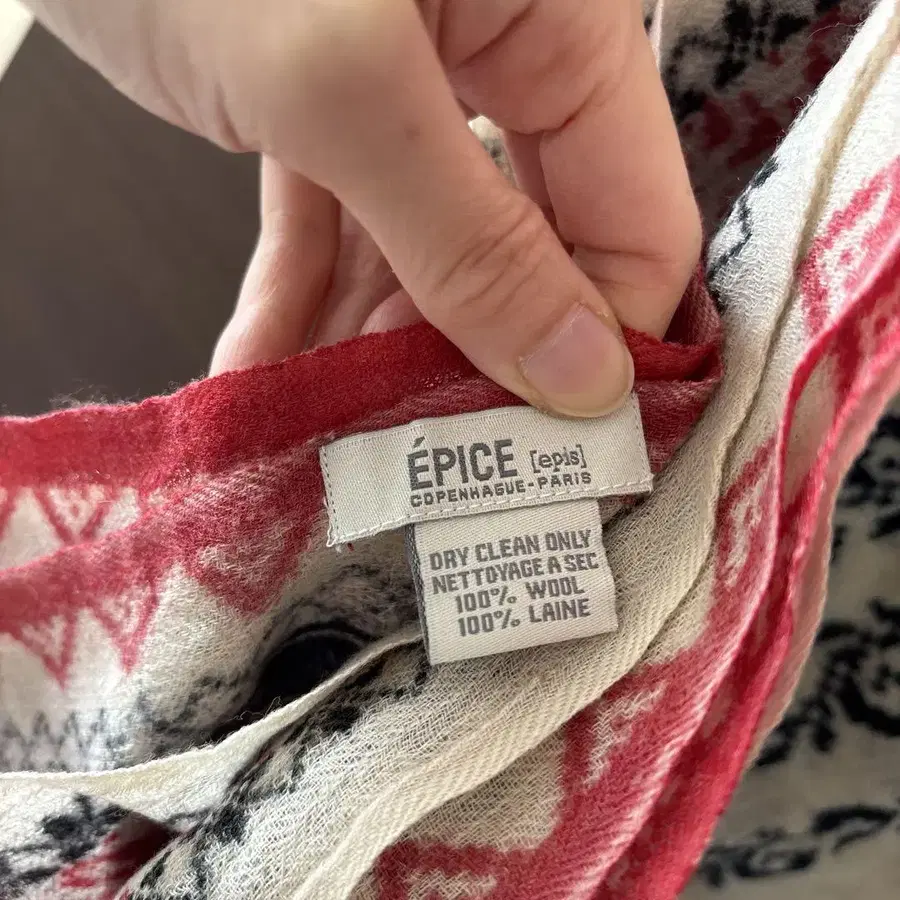 ÉPICE [epis]
COPENHAGUE-PARIS
DRY CLEAN ONLY
NETTOYAGE A SEC
100% WOOL
100% LAINE